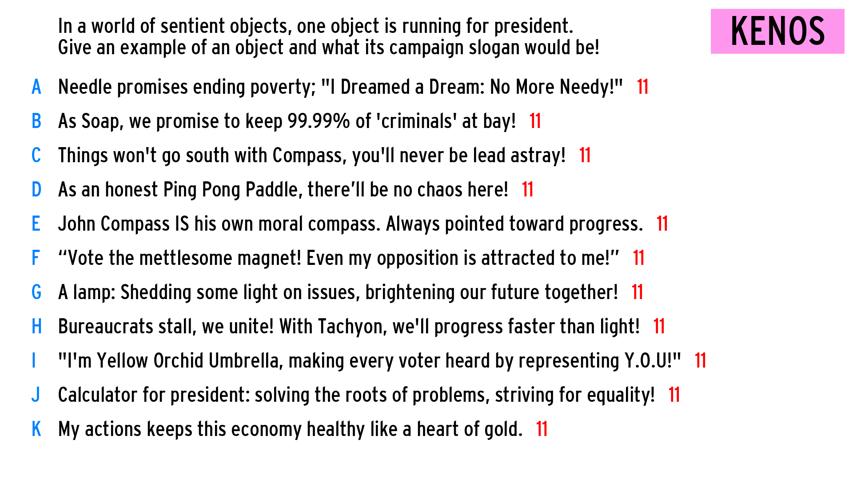 In a world of sentient objects, one object is running for president.
Give an example of an object and what its campaign slogan would be!
KENOS
A Needle promises ending poverty; "I Dreamed a Dream: No More Needy!" 11
B As Soap, we promise to keep 99.99% of 'criminals' at bay! 11
C Things won't go south with Compass, you'll never be lead astray! 11
D As an honest Ping Pong Paddle, there’ll be no chaos here! 11
E John Compass IS his own moral compass. Always pointed toward progress. 11
F “Vote the mettlesome magnet! Even my opposition is attracted to me!” 11
G A lamp: Shedding some light on issues, brightening our future together! 11
H Bureaucrats stall, we unite! With Tachyon, we'll progress faster than light! 11
I "I'm Yellow Orchid Umbrella, making every voter heard by representing Y.O.U!" 11
J Calculator for president: solving the roots of problems, striving for equality! 11
K My actions keeps this economy healthy like a heart of gold. 11